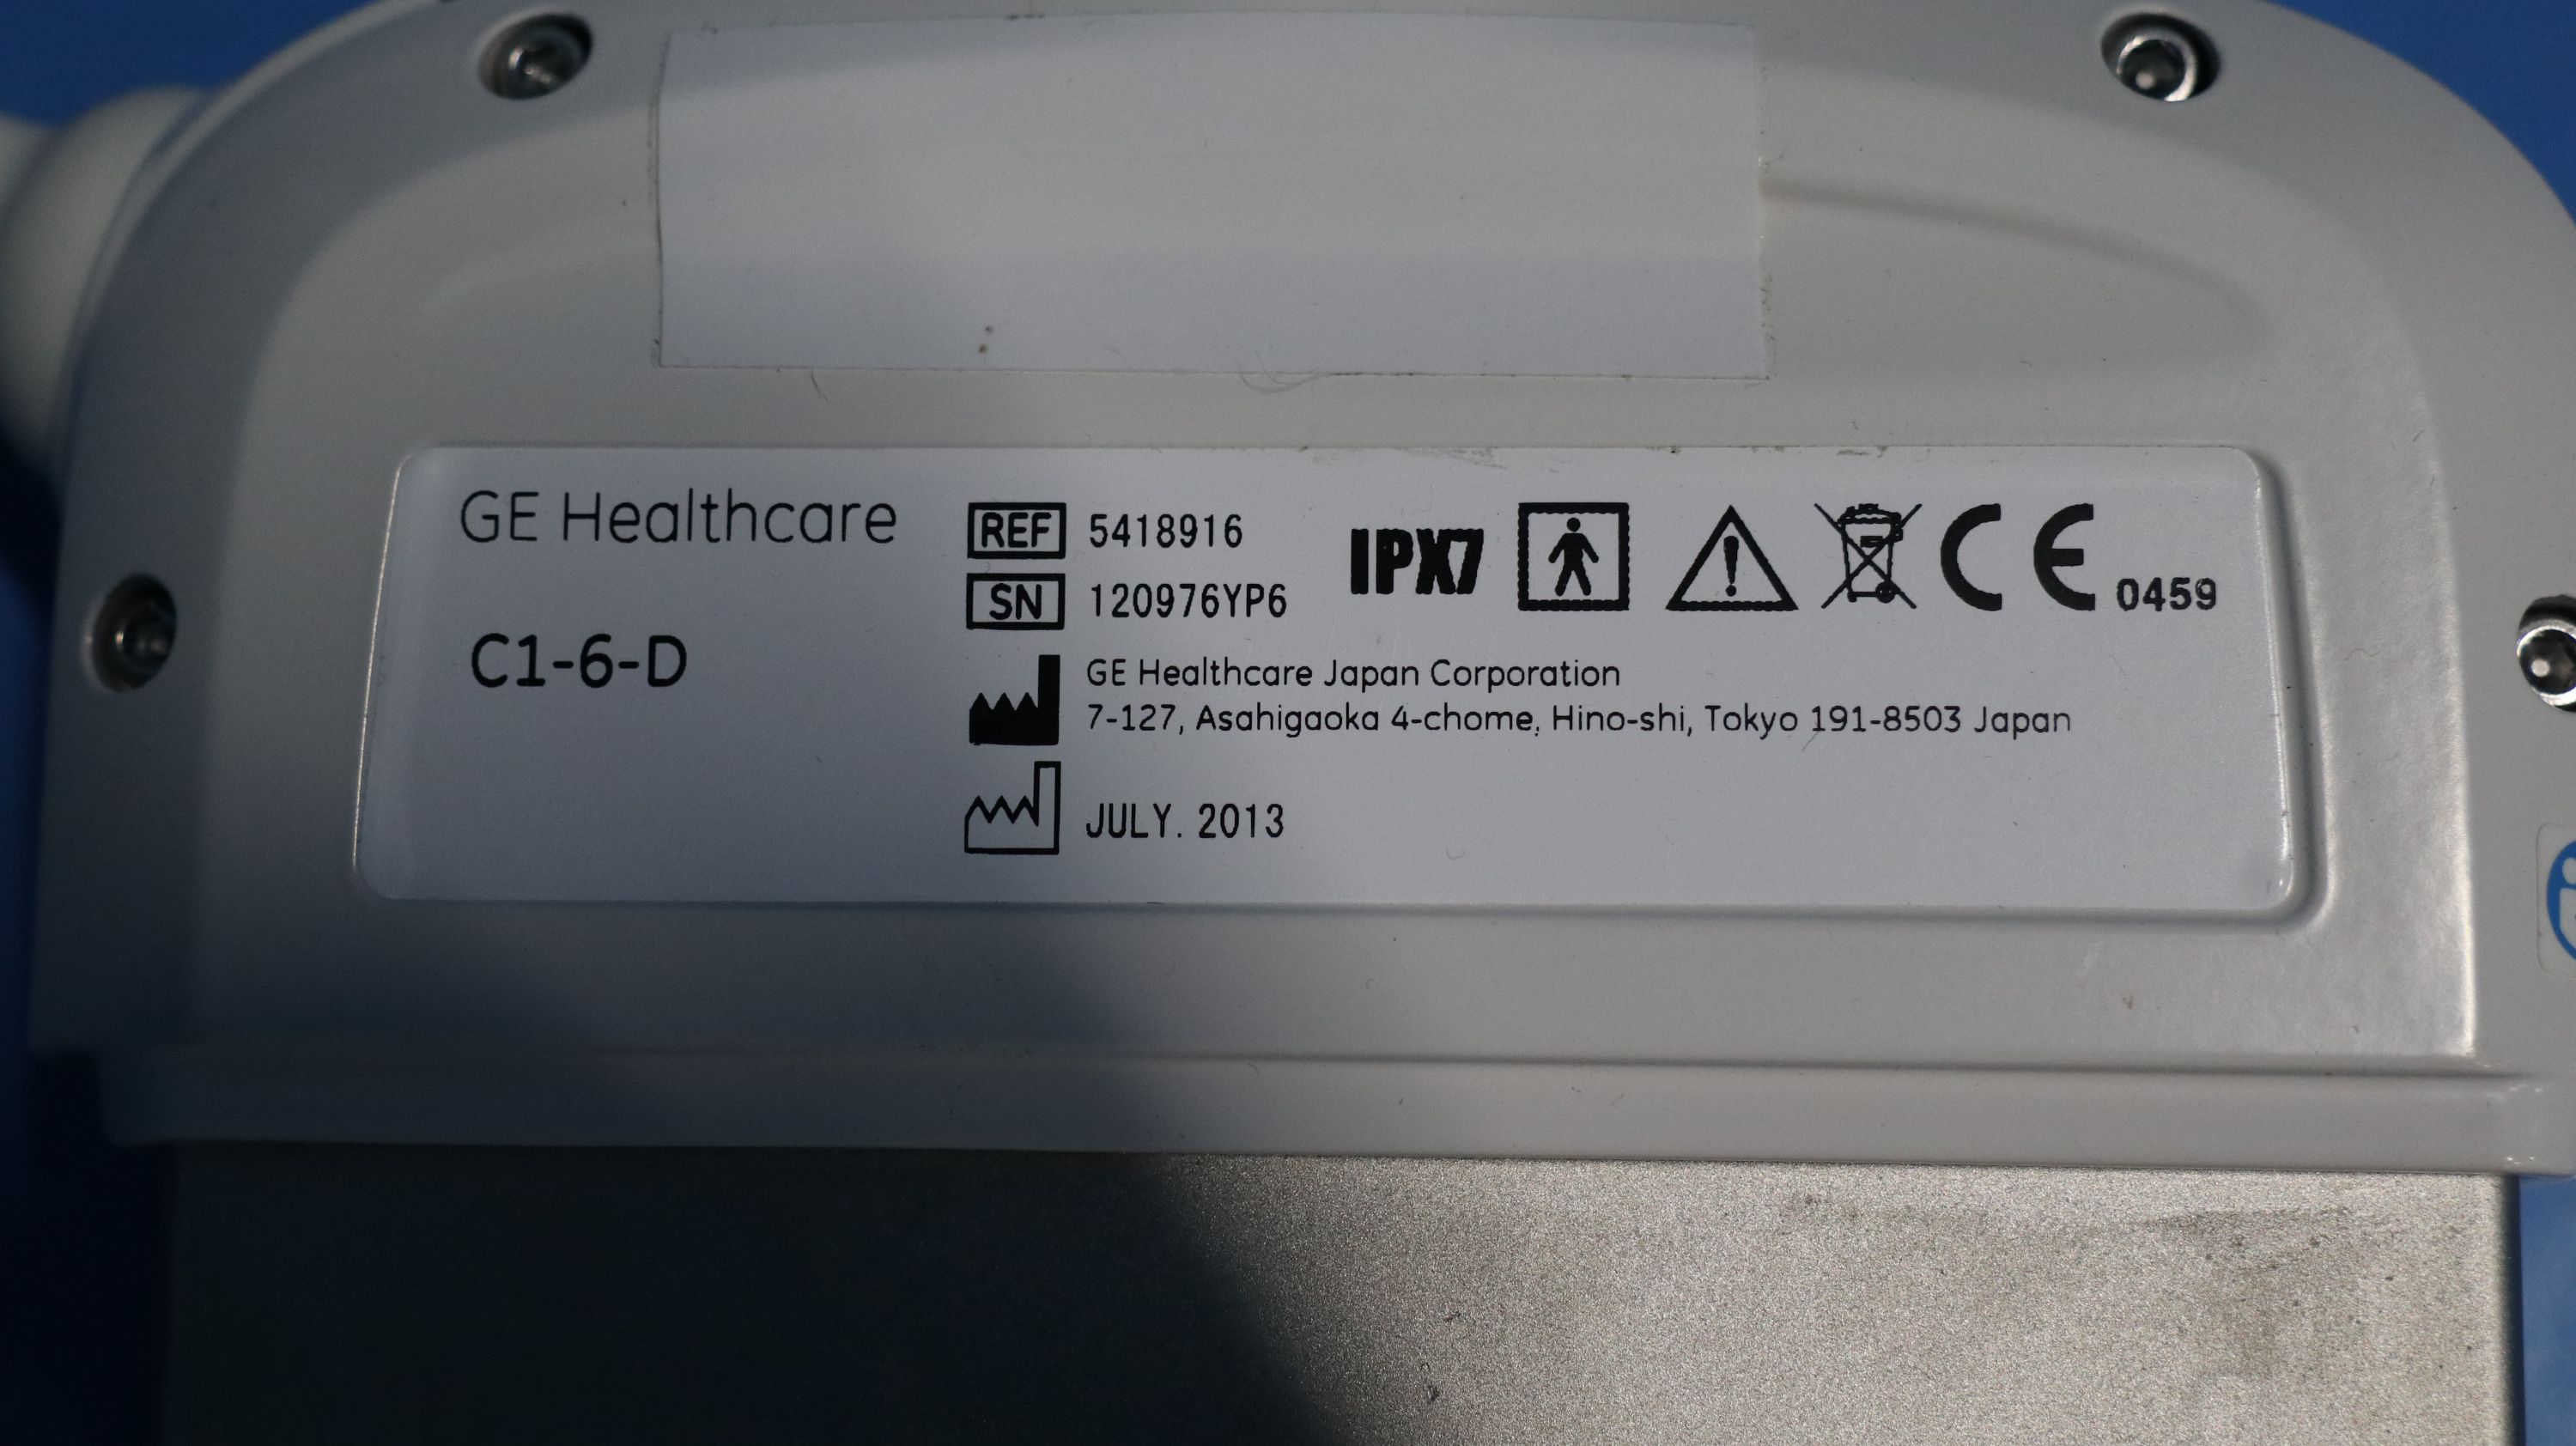 GE Healthcare
C1-6-D
REF 5418916
SN 120976YP6
IPX7
CE 0459
GE Healthcare Japan Corporation
7-127, Asahigaoka 4-chome, Hino-shi, Tokyo 191-8503 Japan
JULY. 2013